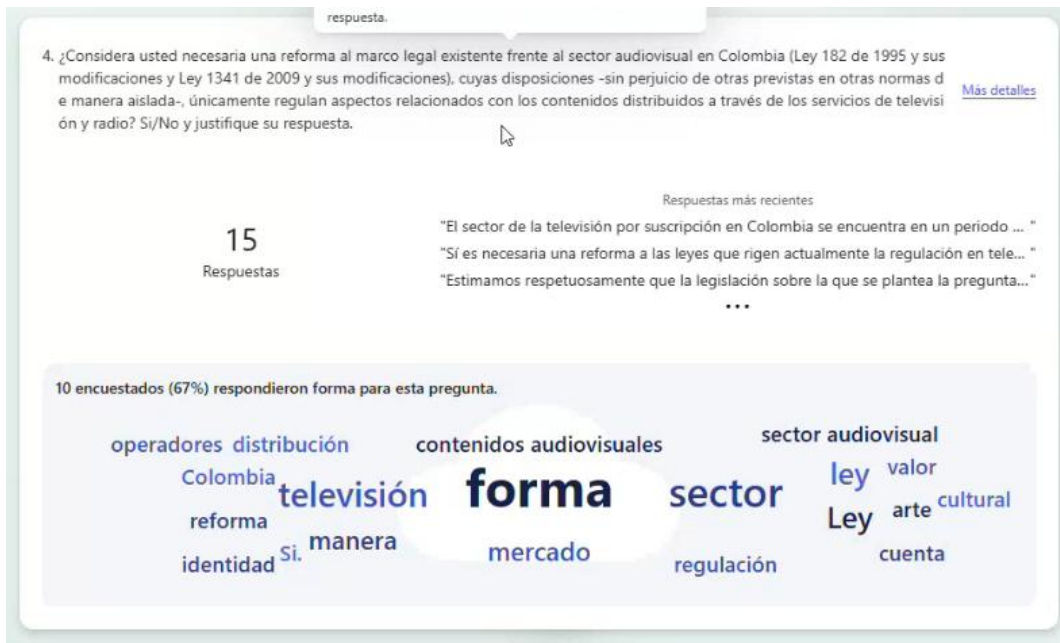 respuesta.
4. ¿Considera usted necesaria una reforma al marco legal existente frente al sector audiovisual en Colombia (Ley 182 de 1995 y sus
modificaciones y Ley 1341 de 2009 y sus modificaciones), cuyas disposiciones -sin perjuicio de otras previstas en otras normas d
e manera aislada-, únicamente regulan aspectos relacionados con los contenidos distribuidos a través de los servicios de televisi
ón y radio? Si/No y justifique su respuesta.
Más detalles
15
Respuestas
Respuestas más recientes
"El sector de la televisión por suscripción en Colombia se encuentra en un periodo ... "
"Sí es necesaria una reforma a las leyes que rigen actualmente la regulación en tele... "
"Estimamos respetuosamente que la legislación sobre la que se plantea la pregunta..."
...
10 encuestados (67%) respondieron forma para esta pregunta.
operadores distribución
contenidos audiovisuales
sector audiovisual
Colombia
televisión
forma
sector
ley
valor
reforma
manera
Ley
arte
cultural
identidad
Si.
mercado
regulación
cuenta